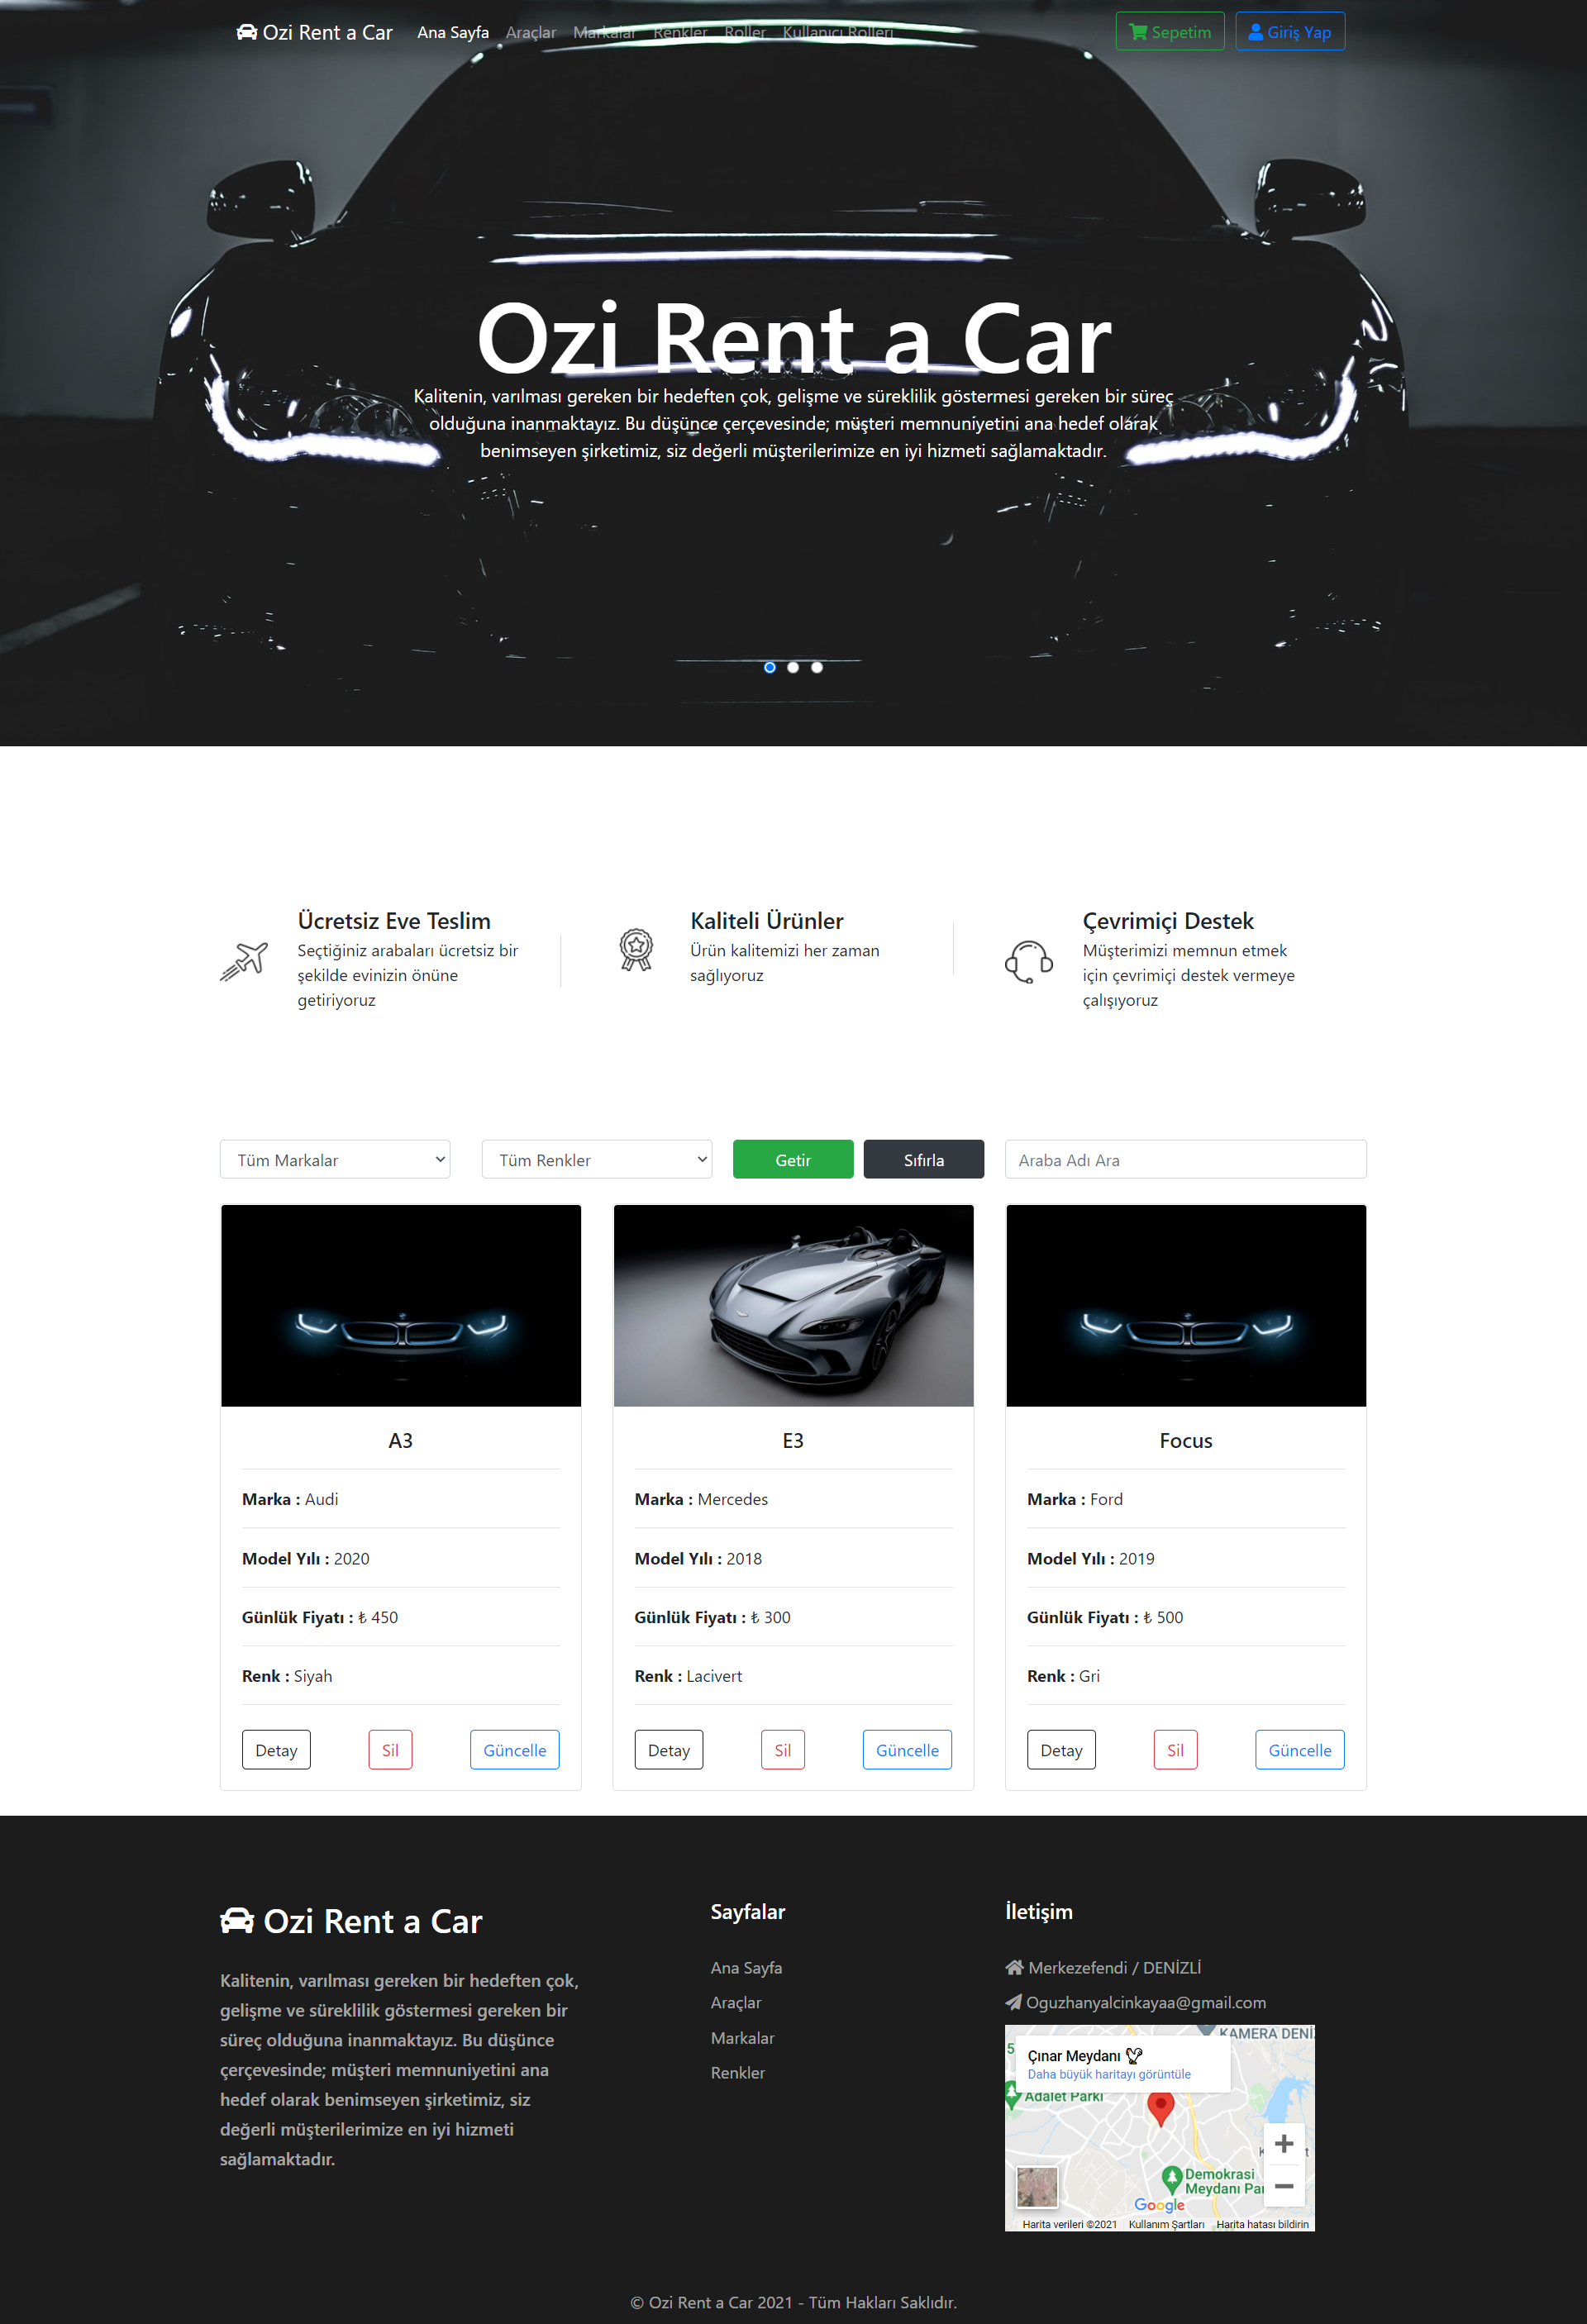 Ozi Rent a Car
Ana Sayfa
Araçlar
Markalar
Renkler
Roller
Kullanıcı Rolleri
Sepetim
Giriş Yap
Ozi Rent a Car
Kalitenin, varılması gereken bir hedeften çok, gelişme ve süreklilik göstermesi gereken bir süreç
olduğuna inanmaktayız. Bu düşünce çerçevesinde; müşteri memnuniyetini ana hedef olarak
benimseyen şirketimiz, siz değerli müşterilerimize en iyi hizmeti sağlamaktadır.
Ücretsiz Eve Teslim
Seçtiğiniz arabaları ücretsiz bir
şekilde evinizin önüne
getiriyoruz
Kaliteli Ürünler
Ürün kalitemizi her zaman
sağlıyoruz
Çevrimiçi Destek
Müşterimizi memnun etmek
için çevrimiçi destek vermeye
çalışıyoruz
Tüm Markalar
Tüm Renkler
Getir
Sıfırla
Araba Adı Ara
A3
Marka : Audi
Model Yılı : 2020
Günlük Fiyatı : ₺ 450
Renk : Siyah
Detay
Sil
Güncelle
E3
Marka : Mercedes
Model Yılı : 2018
Günlük Fiyatı : ₺ 300
Renk : Lacivert
Detay
Sil
Güncelle
Focus
Marka : Ford
Model Yılı : 2019
Günlük Fiyatı : ₺ 500
Renk : Gri
Detay
Sil
Güncelle
Ozi Rent a Car
Kalitenin, varılması gereken bir hedeften çok,
gelişme ve süreklilik göstermesi gereken bir
süreç olduğuna inanmaktayız. Bu düşünce
çerçevesinde; müşteri memnuniyetini ana
hedef olarak benimseyen şirketimiz, siz
değerli müşterilerimize en iyi hizmeti
sağlamaktadır.
Sayfalar
Ana Sayfa
Araçlar
Markalar
Renkler
İletişim
Merkezefendi / DENİZLİ
Oguzhanyalcinkayaa@gmail.com
KAMERA DENİZ
Çınar Meydanı
Daha büyük haritayı görüntüle
Adalet Parkı
Demokrasi
Meydanı Par
Google
Harita verileri ©2021
Kullanım Şartları
Harita hatası bildirin
© Ozi Rent a Car 2021 - Tüm Hakları Saklıdır.